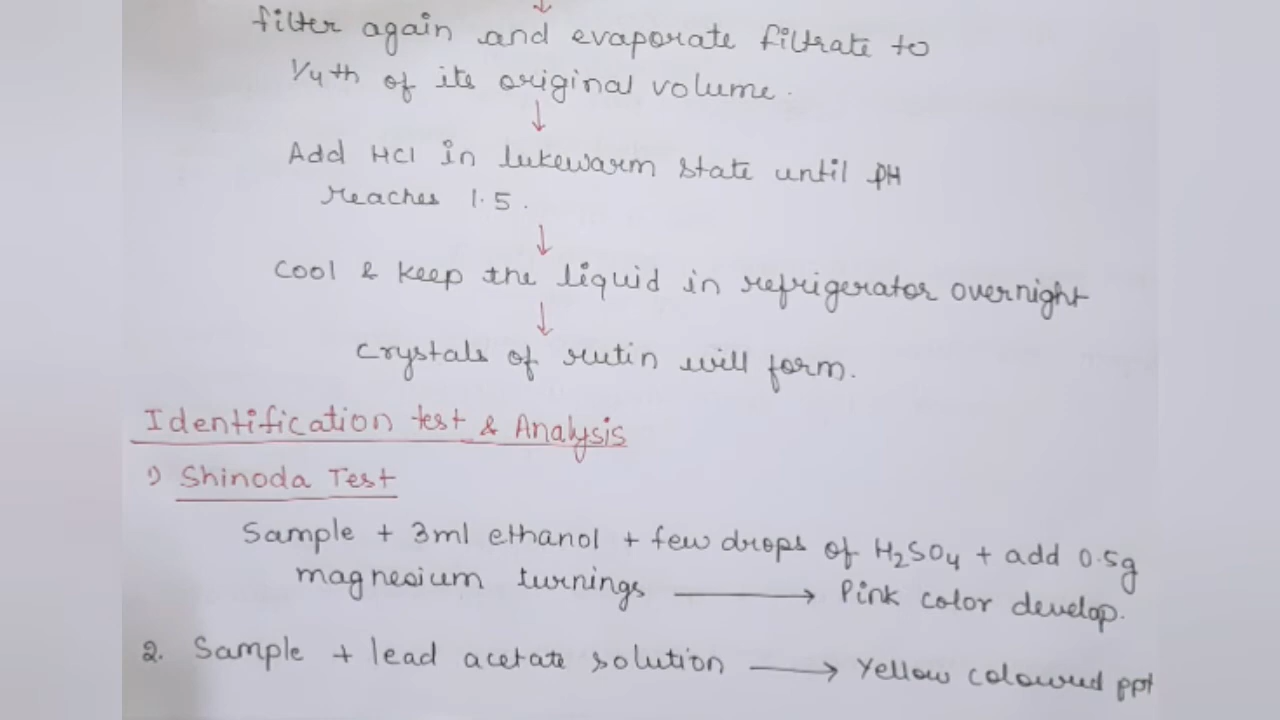 filter again and evaporate filtrate to
1/4th of its original volume.
↓
Add HCl in lukewarm state until pH
reaches 1.5.
↓
Cool & keep the liquid in refrigerator overnight
↓
Crystals of rutin will form.
Identification test & Analysis
1) Shinoda Test
Sample + 3ml ethanol + few drops of H₂SO₄ + add 0.5g
magnesium turnings → Pink color develop.
2. Sample + lead acetate solution → Yellow coloured ppt